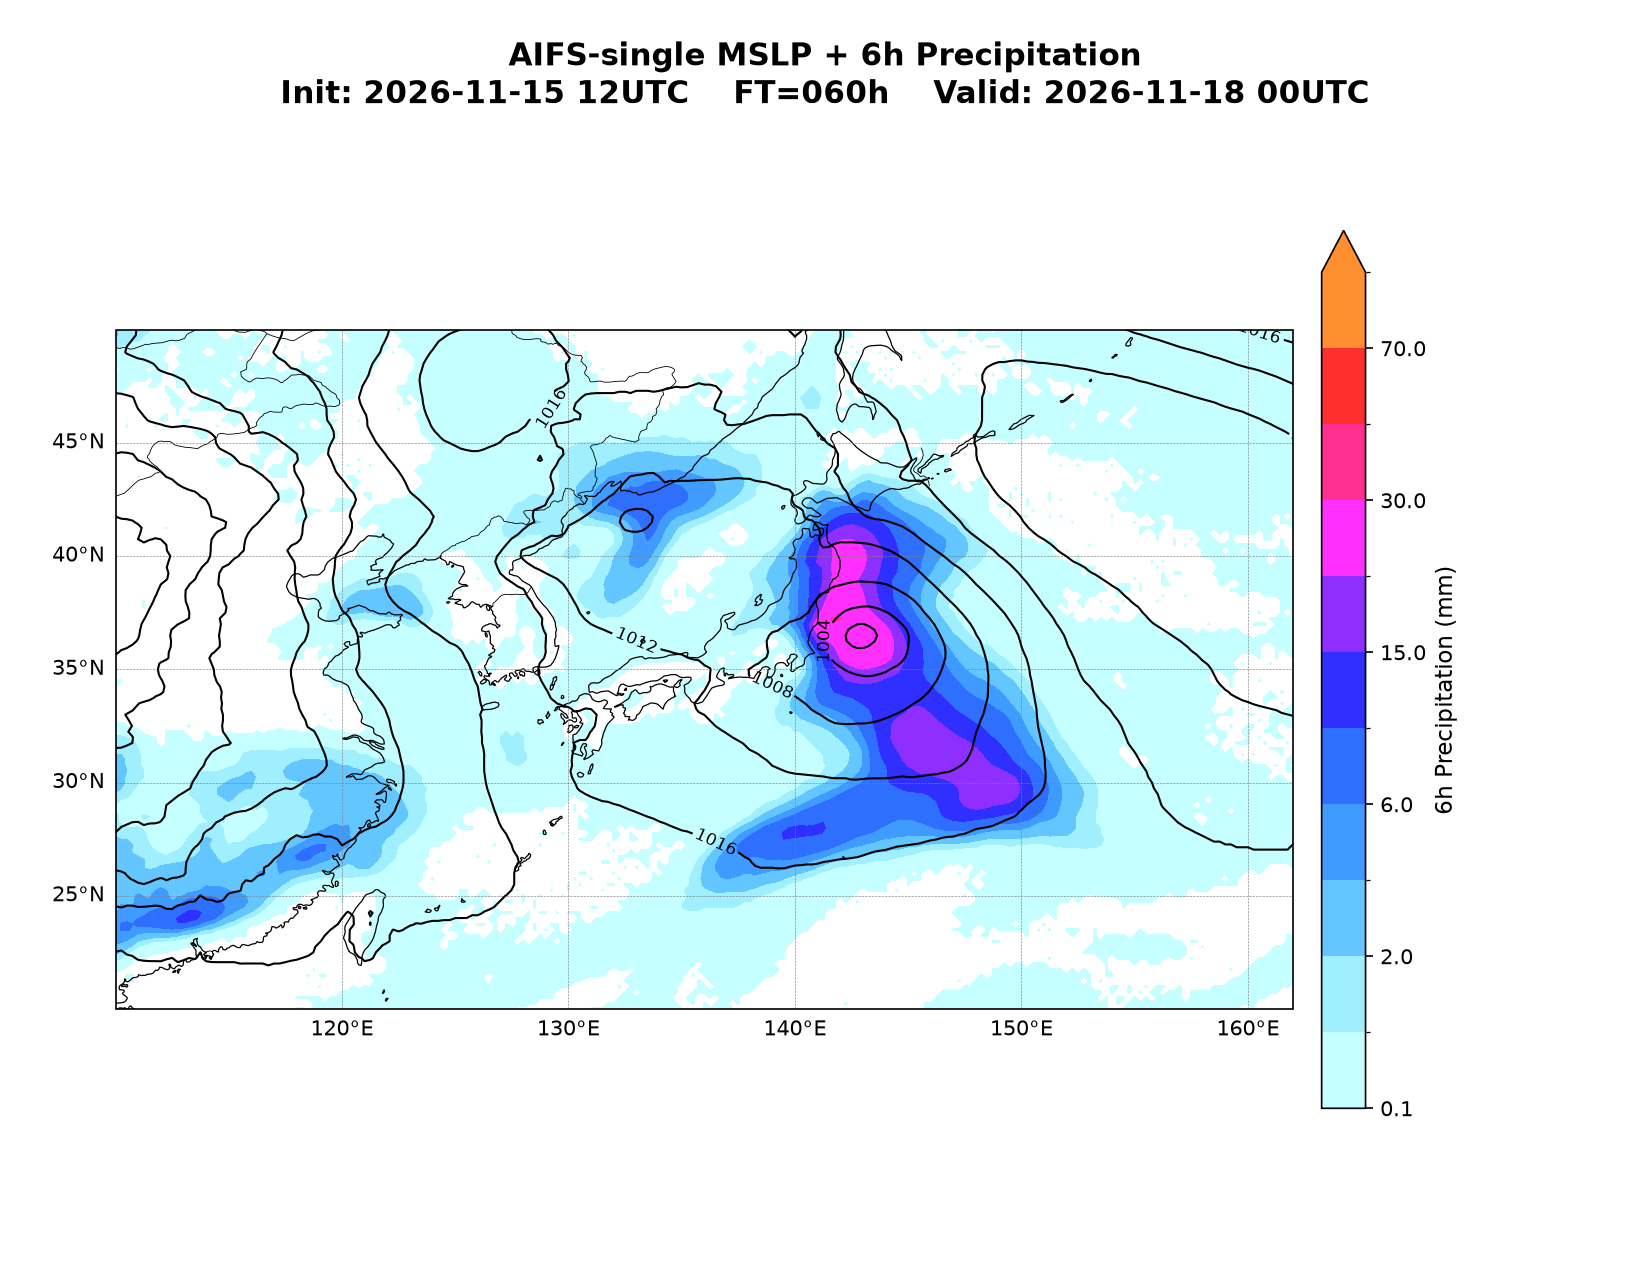 AIFS-single MSLP + 6h Precipitation
Init: 2026-11-15 12UTC    FT=060h    Valid: 2026-11-18 00UTC
1016
1016
1012
1004
1008
1016
45°N
40°N
35°N
30°N
25°N
120°E
130°E
140°E
150°E
160°E
70.0
30.0
15.0
6.0
2.0
0.1
6h Precipitation (mm)